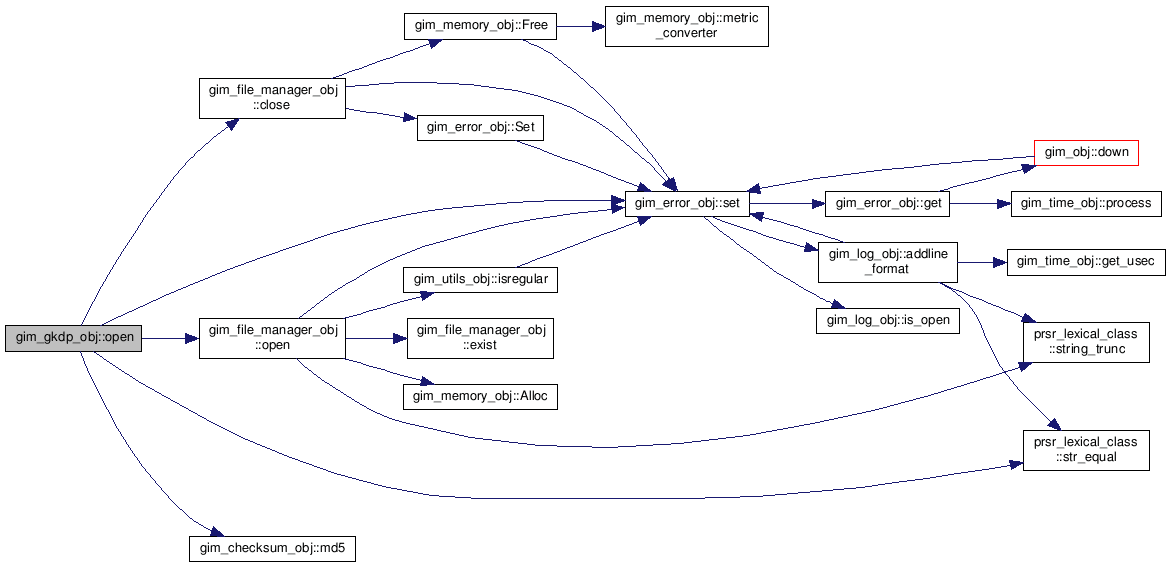 gim_memory_obj::Free
gim_memory_obj::metric
_converter
gim_file_manager_obj
::close
gim_error_obj::Set
gim_obj::down
gim_error_obj::set
gim_error_obj::get
gim_time_obj::process
gim_log_obj::addline
_format
gim_time_obj::get_usec
gim_utils_obj::isregular
gim_log_obj::is_open
gim_gkdp_obj::open
gim_file_manager_obj
::open
gim_file_manager_obj
::exist
prsr_lexical_class
::string_trunc
gim_memory_obj::Alloc
prsr_lexical_class
::str_equal
gim_checksum_obj::md5